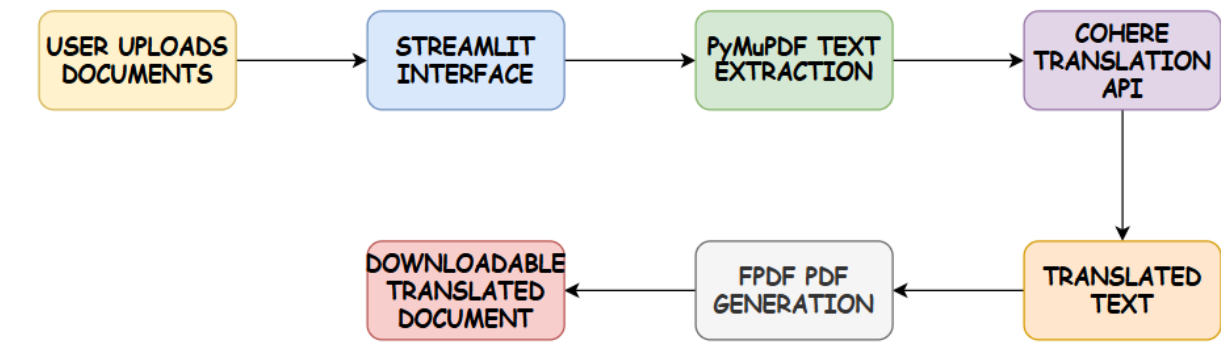 USER UPLOADS
DOCUMENTS
STREAMLIT
INTERFACE
PyMuPDF TEXT
EXTRACTION
COHERE
TRANSLATION
API
DOWNLOADABLE
TRANSLATED
DOCUMENT
FPDF PDF
GENERATION
TRANSLATED
TEXT